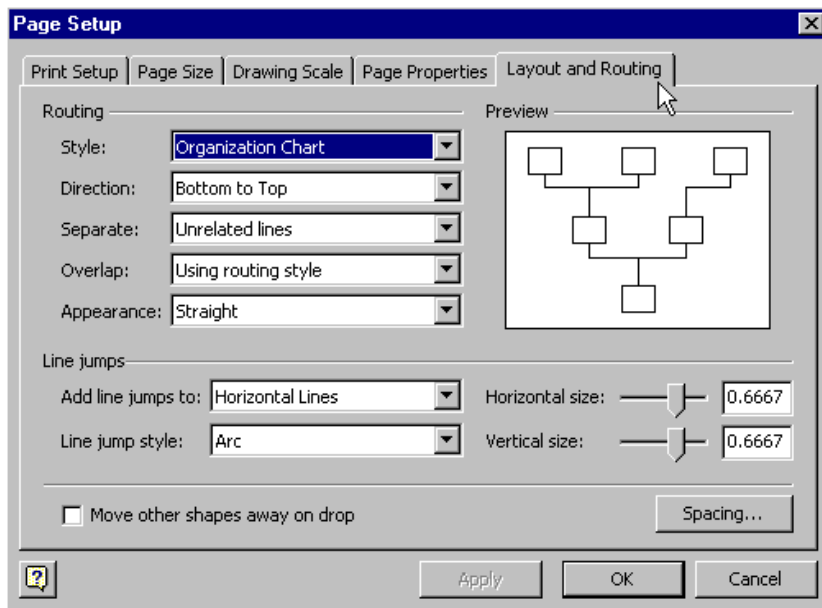 Page Setup
Print Setup Page Size Drawing Scale Page Properties Layout and Routing
Routing Preview
Style: Organization Chart
Direction: Bottom to Top
Separate: Unrelated lines
Overlap: Using routing style
Appearance: Straight
Line jumps
Add line jumps to: Horizontal Lines Horizontal size: 0.6667
Line jump style: Arc Vertical size: 0.6667
Move other shapes away on drop Spacing...
? Apply OK Cancel